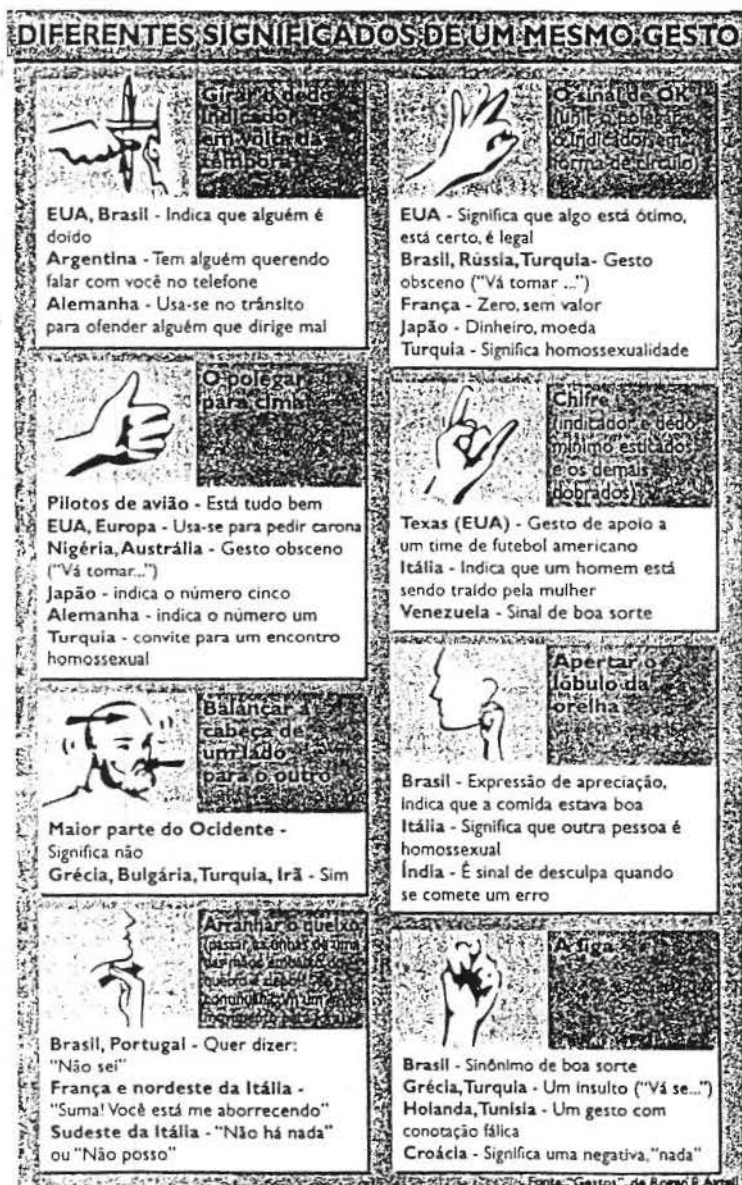 DIFERENTES SIGNIFICADOS DE UM MESMO GESTO
Girar o dedo
indicador
em volta da
têmpora
EUA, Brasil - Indica que alguém é
doido
Argentina - Tem alguém querendo
falar com você no telefone
Alemanha - Usa-se no trânsito
para ofender alguém que dirige mal
O polegar
para cima
Pilotos de avião - Está tudo bem
EUA, Europa - Usa-se para pedir carona
Nigéria, Austrália - Gesto obsceno
("Vá tomar...")
Japão - indica o número cinco
Alemanha - indica o número um
Turquia - convite para um encontro
homossexual
Balançar a
cabeça de
um lado
para o outro
Maior parte do Ocidente -
Significa não
Grécia, Bulgária, Turquia, Irã - Sim
Arranhar o queixo
(passar as unhas de uma
das mãos embaixo do
queixo e depois
Brasil, Portugal - Quer dizer:
"Não sei"
França e nordeste da Itália -
"Suma! Você está me aborrecendo"
Sudeste da Itália - "Não há nada"
ou "Não posso"
O sinal de OK
(unir o polegar e
o indicador em
forma de círculo)
EUA - Significa que algo está ótimo,
está certo, é legal
Brasil, Rússia, Turquia- Gesto
obsceno ("Vá tomar ...")
França - Zero, sem valor
Japão - Dinheiro, moeda
Turquia - Significa homossexualidade
Chifre
(indicador e dedo
mínimo esticados
e os demais
dobrados)
Texas (EUA) - Gesto de apoio a
um time de futebol americano
Itália - Indica que um homem está
sendo traído pela mulher
Venezuela - Sinal de boa sorte
Apertar o
lóbulo da
orelha
Brasil - Expressão de apreciação,
indica que a comida estava boa
Itália - Significa que outra pessoa é
homossexual
Índia - É sinal de desculpa quando
se comete um erro
A figa
Brasil - Sinônimo de boa sorte
Grécia, Turquia - Um insulto ("Vá se...")
Holanda, Tunísia - Um gesto com
conotação fálica
Croácia - Significa uma negativa, "nada"
Fonte: "Gestos", de